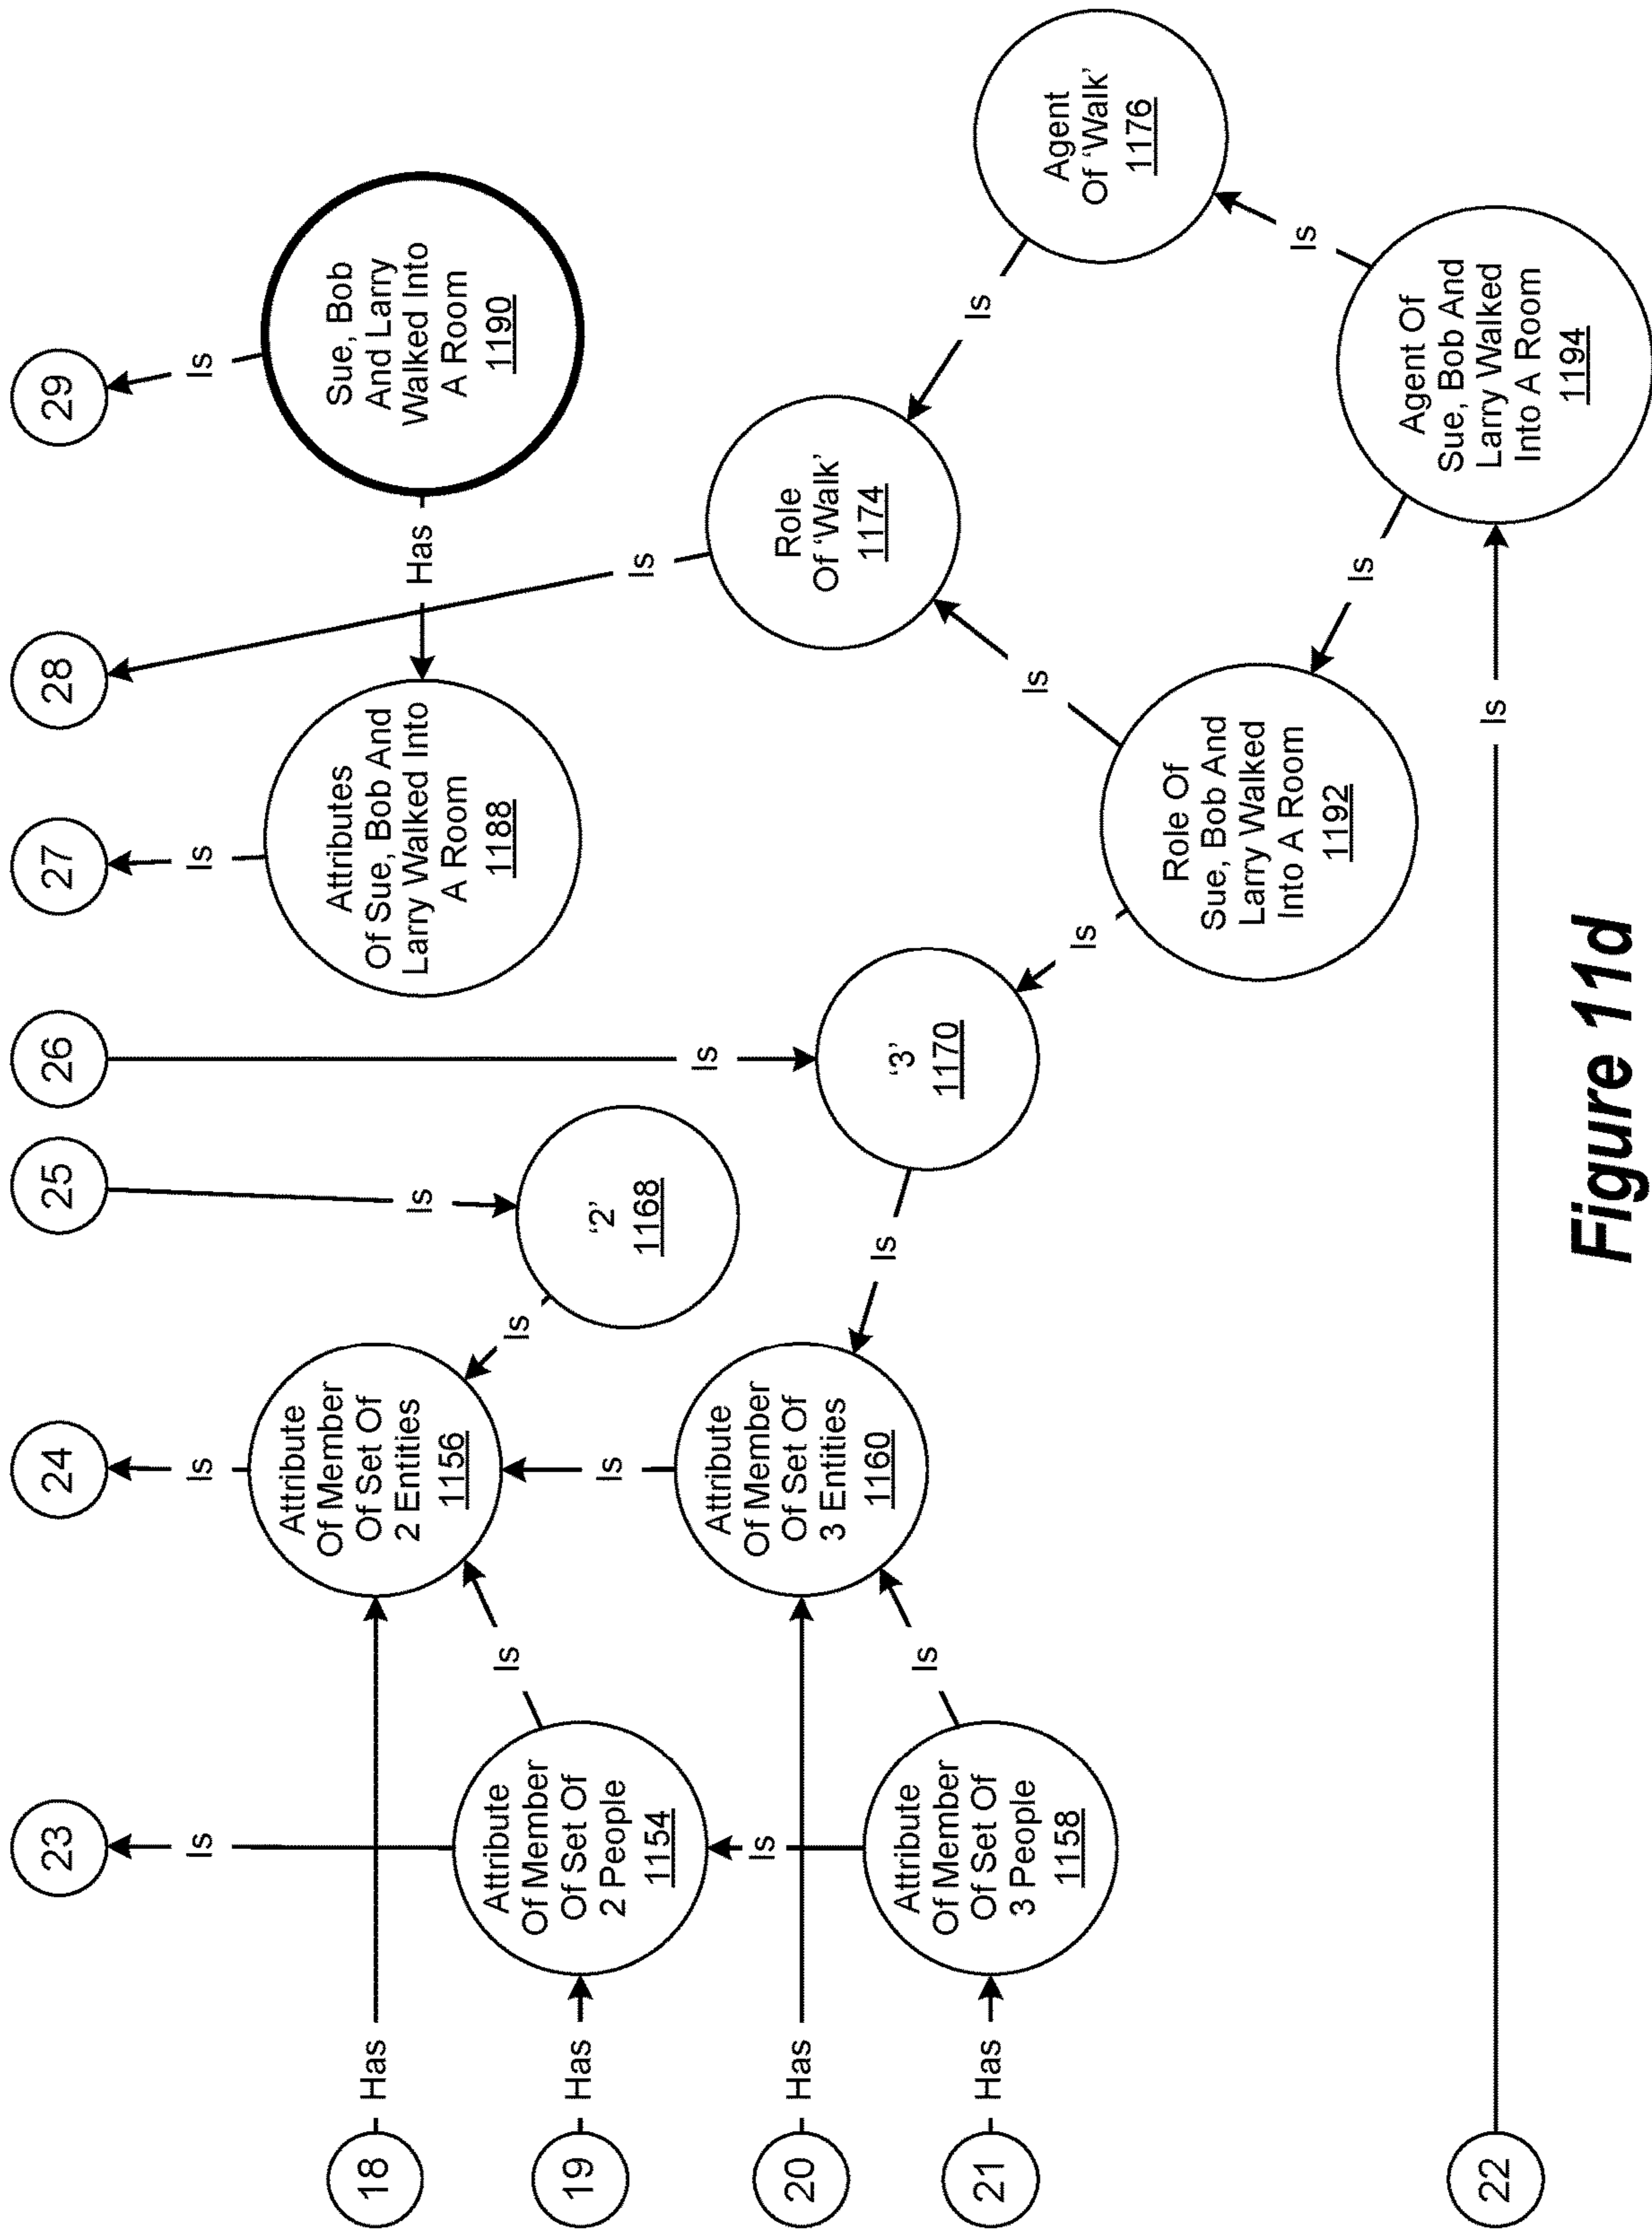 23
24
25
26
27
28
29
Is
Is
Is
Is
Sue, Bob
And Larry
Walked Into
A Room
1190
Has
Attributes
Of Sue, Bob And
Larry Walked Into
A Room
1188
18
Has
Attribute
Of Member
Of Set Of
2 Entities
1156
Is
Is
Is
'2'
1168
Is
Is
19
Has
Attribute
Of Member
Of Set Of
2 People
1154
Is
Is
20
Has
Attribute
Of Member
Of Set Of
3 Entities
1160
Is
Is
'3'
1170
Role
Of 'Walk'
1174
Is
Agent
Of 'Walk'
1176
21
Has
Attribute
Of Member
Of Set Of
3 People
1158
Is
Is
Role Of
Sue, Bob And
Larry Walked
Into A Room
1192
Is
Is
22
Is
Agent Of
Sue, Bob And
Larry Walked
Into A Room
1194
Figure 11d